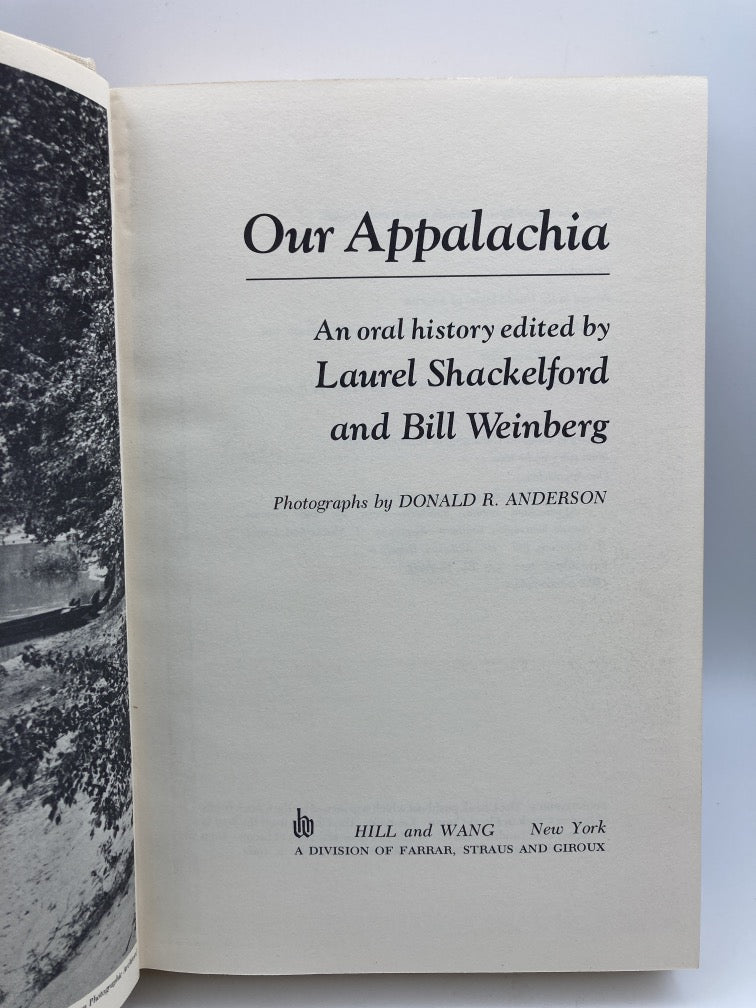 Our Appalachia
An oral history edited by
Laurel Shackelford
and Bill Weinberg
Photographs by DONALD R. ANDERSON
HILL and WANG New York
A DIVISION OF FARRAR, STRAUS AND GIROUX
Photographic